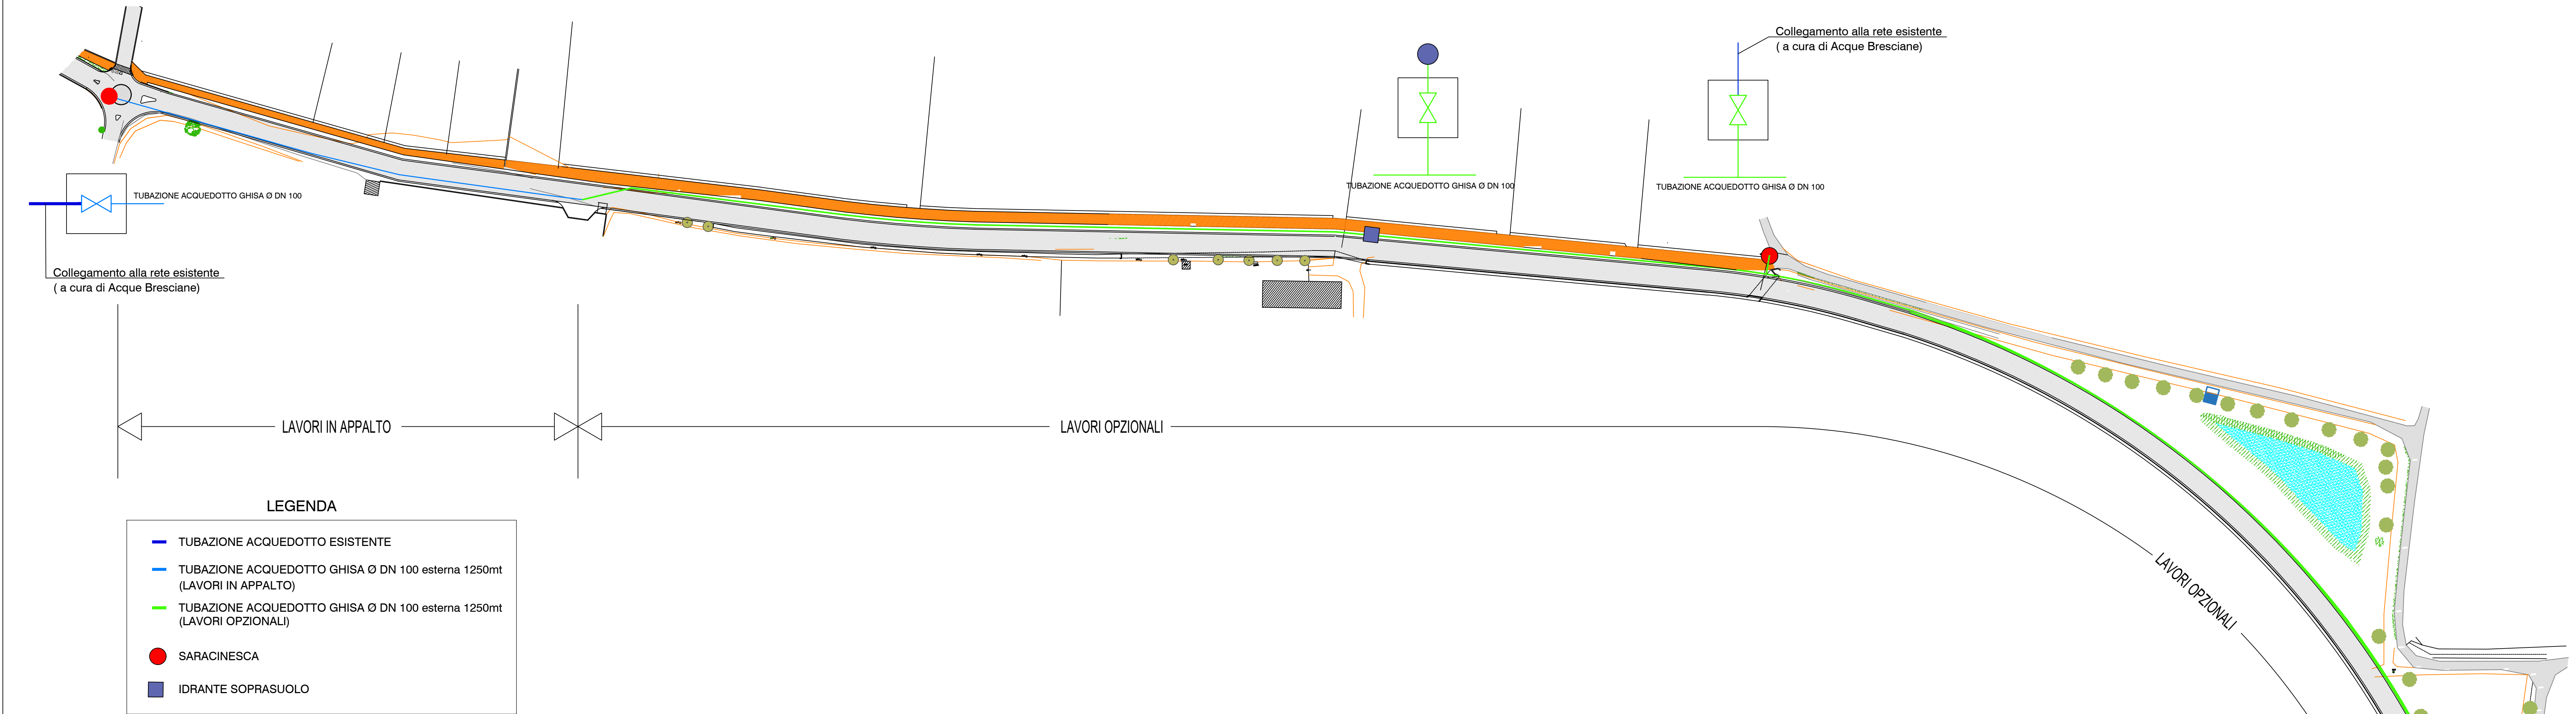 Collegamento alla rete esistente
( a cura di Acque Bresciane)
TUBAZIONE ACQUEDOTTO GHISA Ø DN 100
TUBAZIONE ACQUEDOTTO GHISA Ø DN 100
TUBAZIONE ACQUEDOTTO GHISA Ø DN 100
Collegamento alla rete esistente
( a cura di Acque Bresciane)
LAVORI IN APPALTO
LAVORI OPZIONALI
LAVORI OPZIONALI
LEGENDA
TUBAZIONE ACQUEDOTTO ESISTENTE
TUBAZIONE ACQUEDOTTO GHISA Ø DN 100 esterna 1250mt
(LAVORI IN APPALTO)
TUBAZIONE ACQUEDOTTO GHISA Ø DN 100 esterna 1250mt
(LAVORI OPZIONALI)
SARACINESCA
IDRANTE SOPRASUOLO